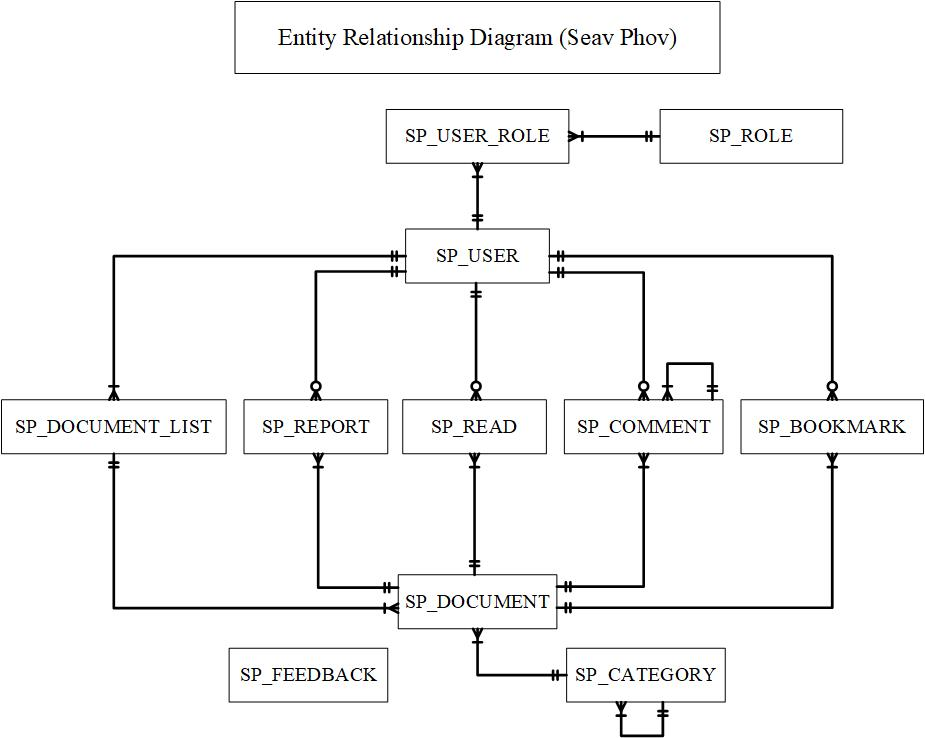 Entity Relationship Diagram (Seav Phov)
SP_USER_ROLE
SP_ROLE
SP_USER
SP_DOCUMENT_LIST
SP_REPORT
SP_READ
SP_COMMENT
SP_BOOKMARK
SP_DOCUMENT
SP_FEEDBACK
SP_CATEGORY